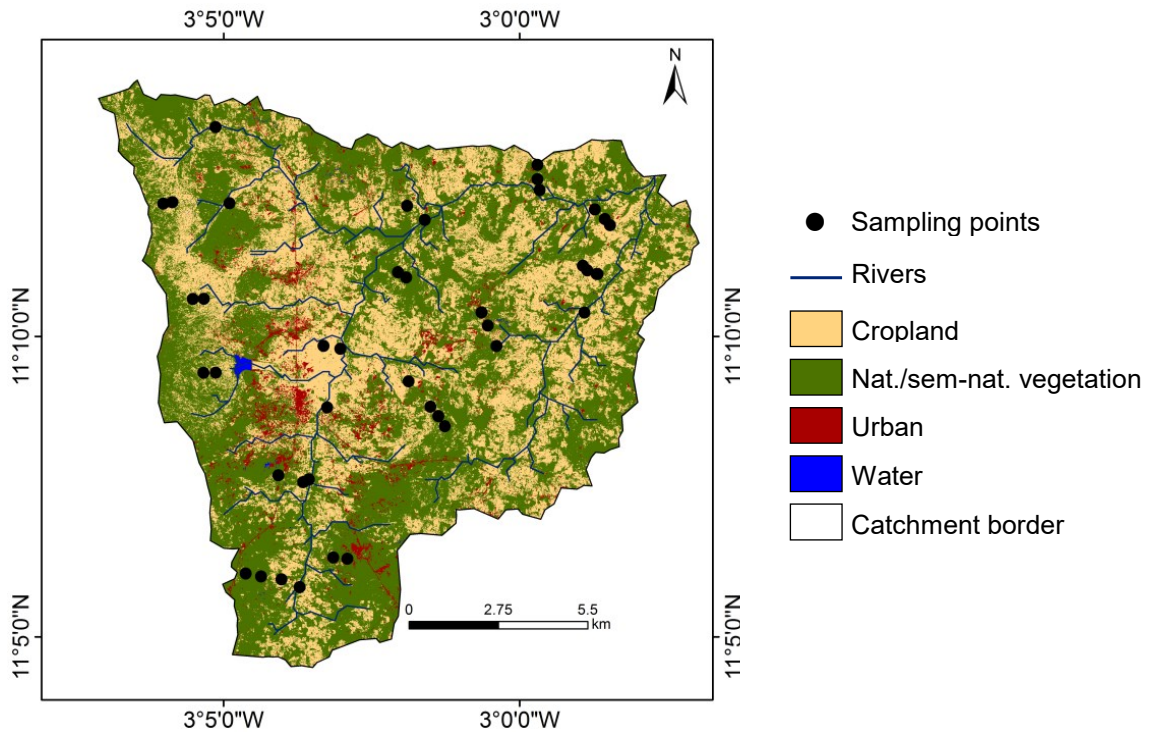 3°5'0"W
3°0'0"W
N
Sampling points
Rivers
11°10'0"N
11°10'0"N
Cropland
Nat./sem-nat. vegetation
Urban
Water
Catchment border
0 2.75 5.5
km
11°5'0"N
11°5'0"N
3°5'0"W
3°0'0"W